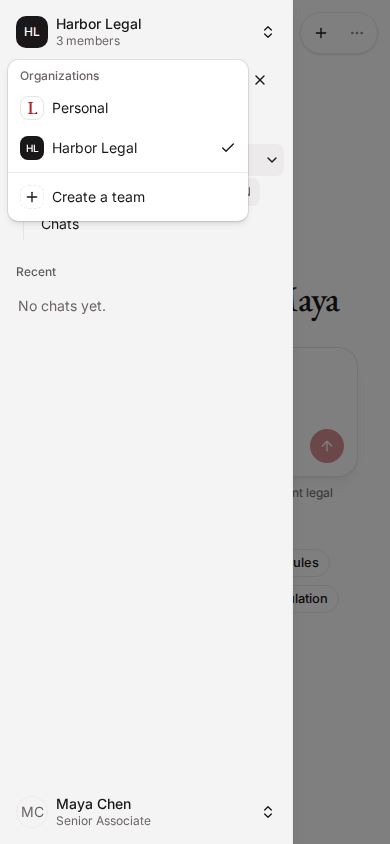 HL Harbor Legal
3 members
Organizations
L Personal
HL Harbor Legal
Create a team
Chats
Recent
No chats yet.
MC Maya Chen
Senior Associate
legal